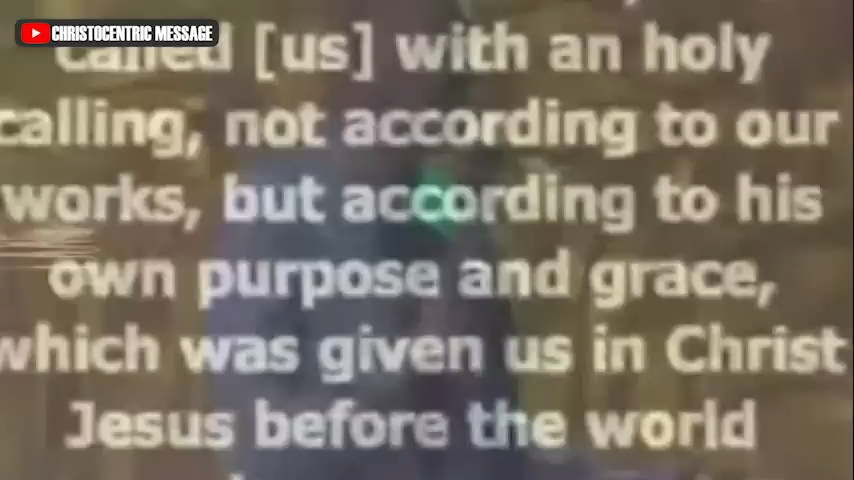 CHRISTOCENTRIC MESSAGE
called [us] with an holy
calling, not according to our
works, but according to his
own purpose and grace,
which was given us in Christ
Jesus before the world